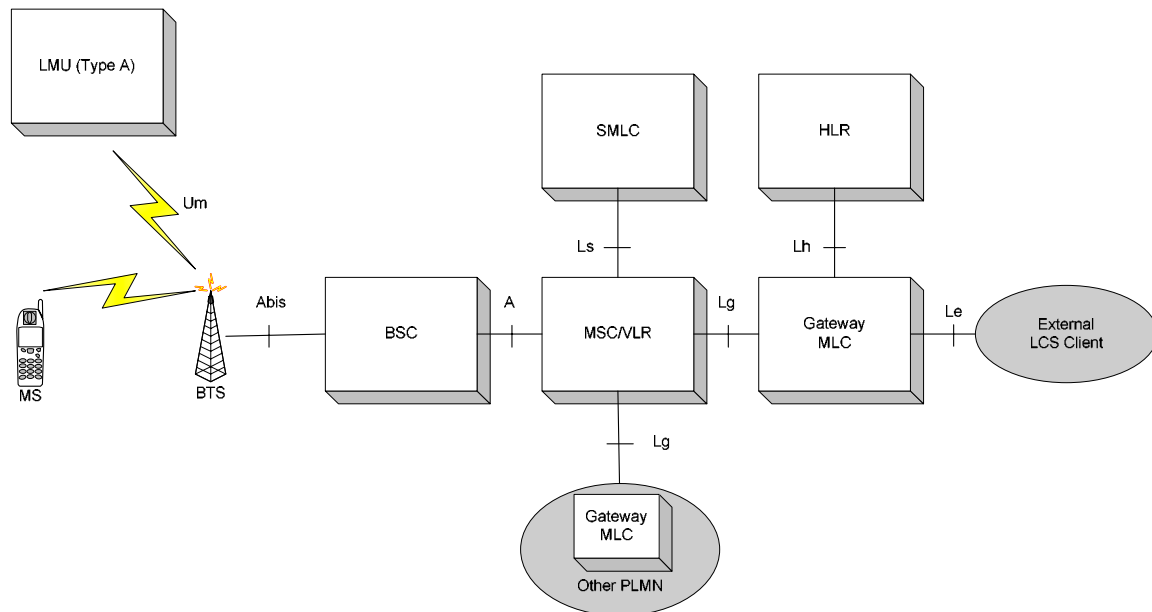 LMU (Type A)
SMLC
HLR
Um
Ls
Lh
Abis
A
Lg
Le
BSC
MSC/VLR
Gateway
MLC
External
LCS Client
MS
BTS
Lg
Gateway
MLC
Other PLMN